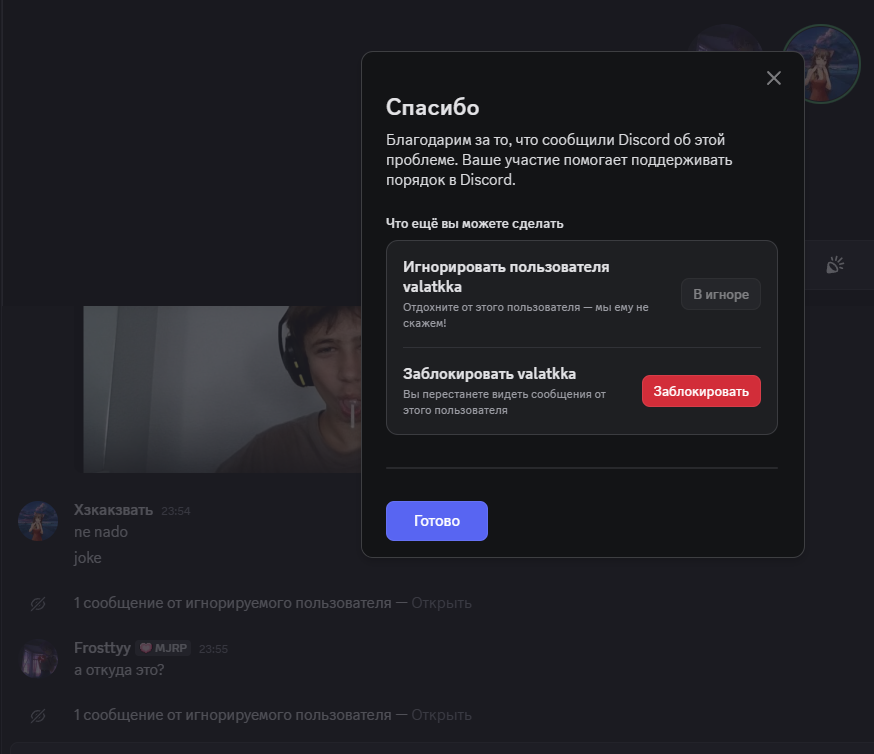 Спасибо
Благодарим за то, что сообщили Discord об этой
проблеме. Ваше участие помогает поддерживать
порядок в Discord.
Что ещё вы можете сделать
Игнорировать пользователя
valatkka
Отдохните от этого пользователя — мы ему не
скажем!
В игноре
Заблокировать valatkka
Вы перестанете видеть сообщения от
этого пользователя
Заблокировать
Готово
Хзкакзвать 23:54
ne nado
joke
1 сообщение от игнорируемого пользователя — Открыть
Frosttyy MJRP 23:55
а откуда это?
1 сообщение от игнорируемого пользователя — Открыть